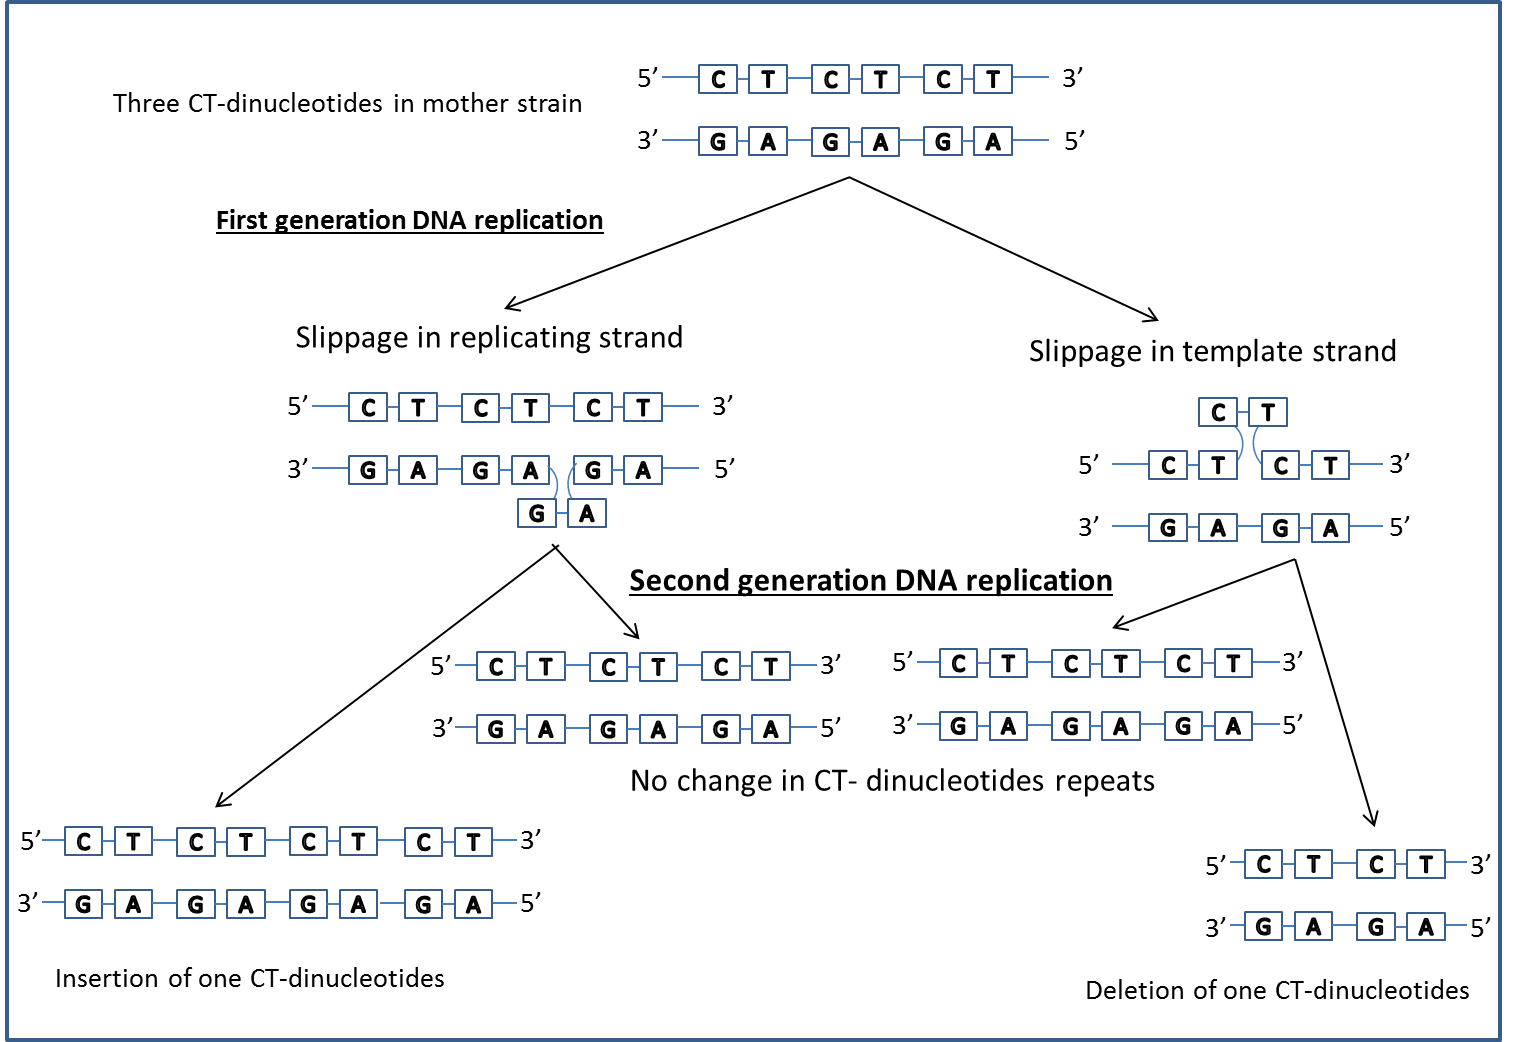 5’ C T C T C T 3’
Three CT-dinucleotides in mother strain
3’ G A G A G A 5’
First generation DNA replication
Slippage in replicating strand
Slippage in template strand
5’ C T C T C T 3’
C T
3’ G A G A G A 5’
5’ C T C T 3’
G A
3’ G A G A 5’
Second generation DNA replication
5’ C T C T C T 3’
5’ C T C T C T 3’
3’ G A G A G A 5’
3’ G A G A G A 5’
No change in CT- dinucleotides repeats
5’ C T C T C T C T 3’
5’ C T C T 3’
3’ G A G A G A G A 5’
3’ G A G A 5’
Insertion of one CT-dinucleotides
Deletion of one CT-dinucleotides